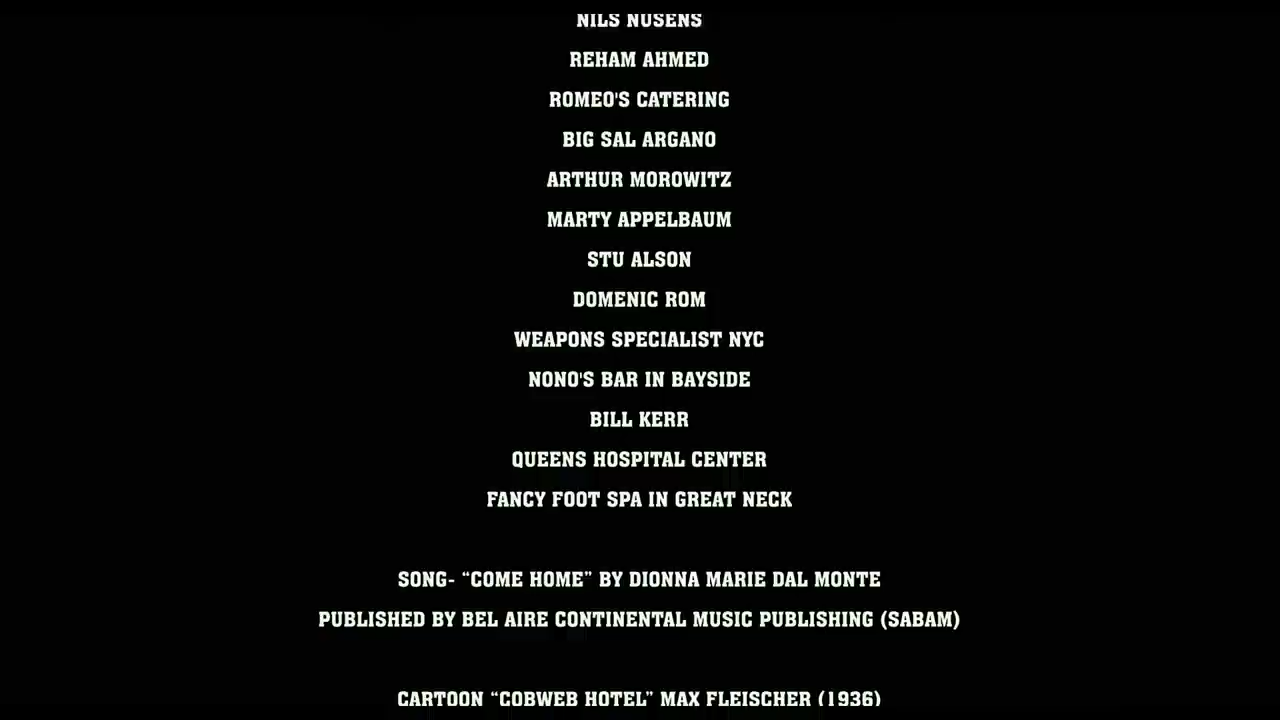 NILS NUSENS
REHAM AHMED
ROMEO'S CATERING
BIG SAL ARGANO
ARTHUR MOROWITZ
MARTY APPELBAUM
STU ALSON
DOMENIC ROM
WEAPONS SPECIALIST NYC
NONO'S BAR IN BAYSIDE
BILL KERR
QUEENS HOSPITAL CENTER
FANCY FOOT SPA IN GREAT NECK
SONG- “COME HOME” BY DIONNA MARIE DAL MONTE
PUBLISHED BY BEL AIRE CONTINENTAL MUSIC PUBLISHING (SABAM)
CARTOON “COBWEB HOTEL” MAX FLEISCHER (1936)